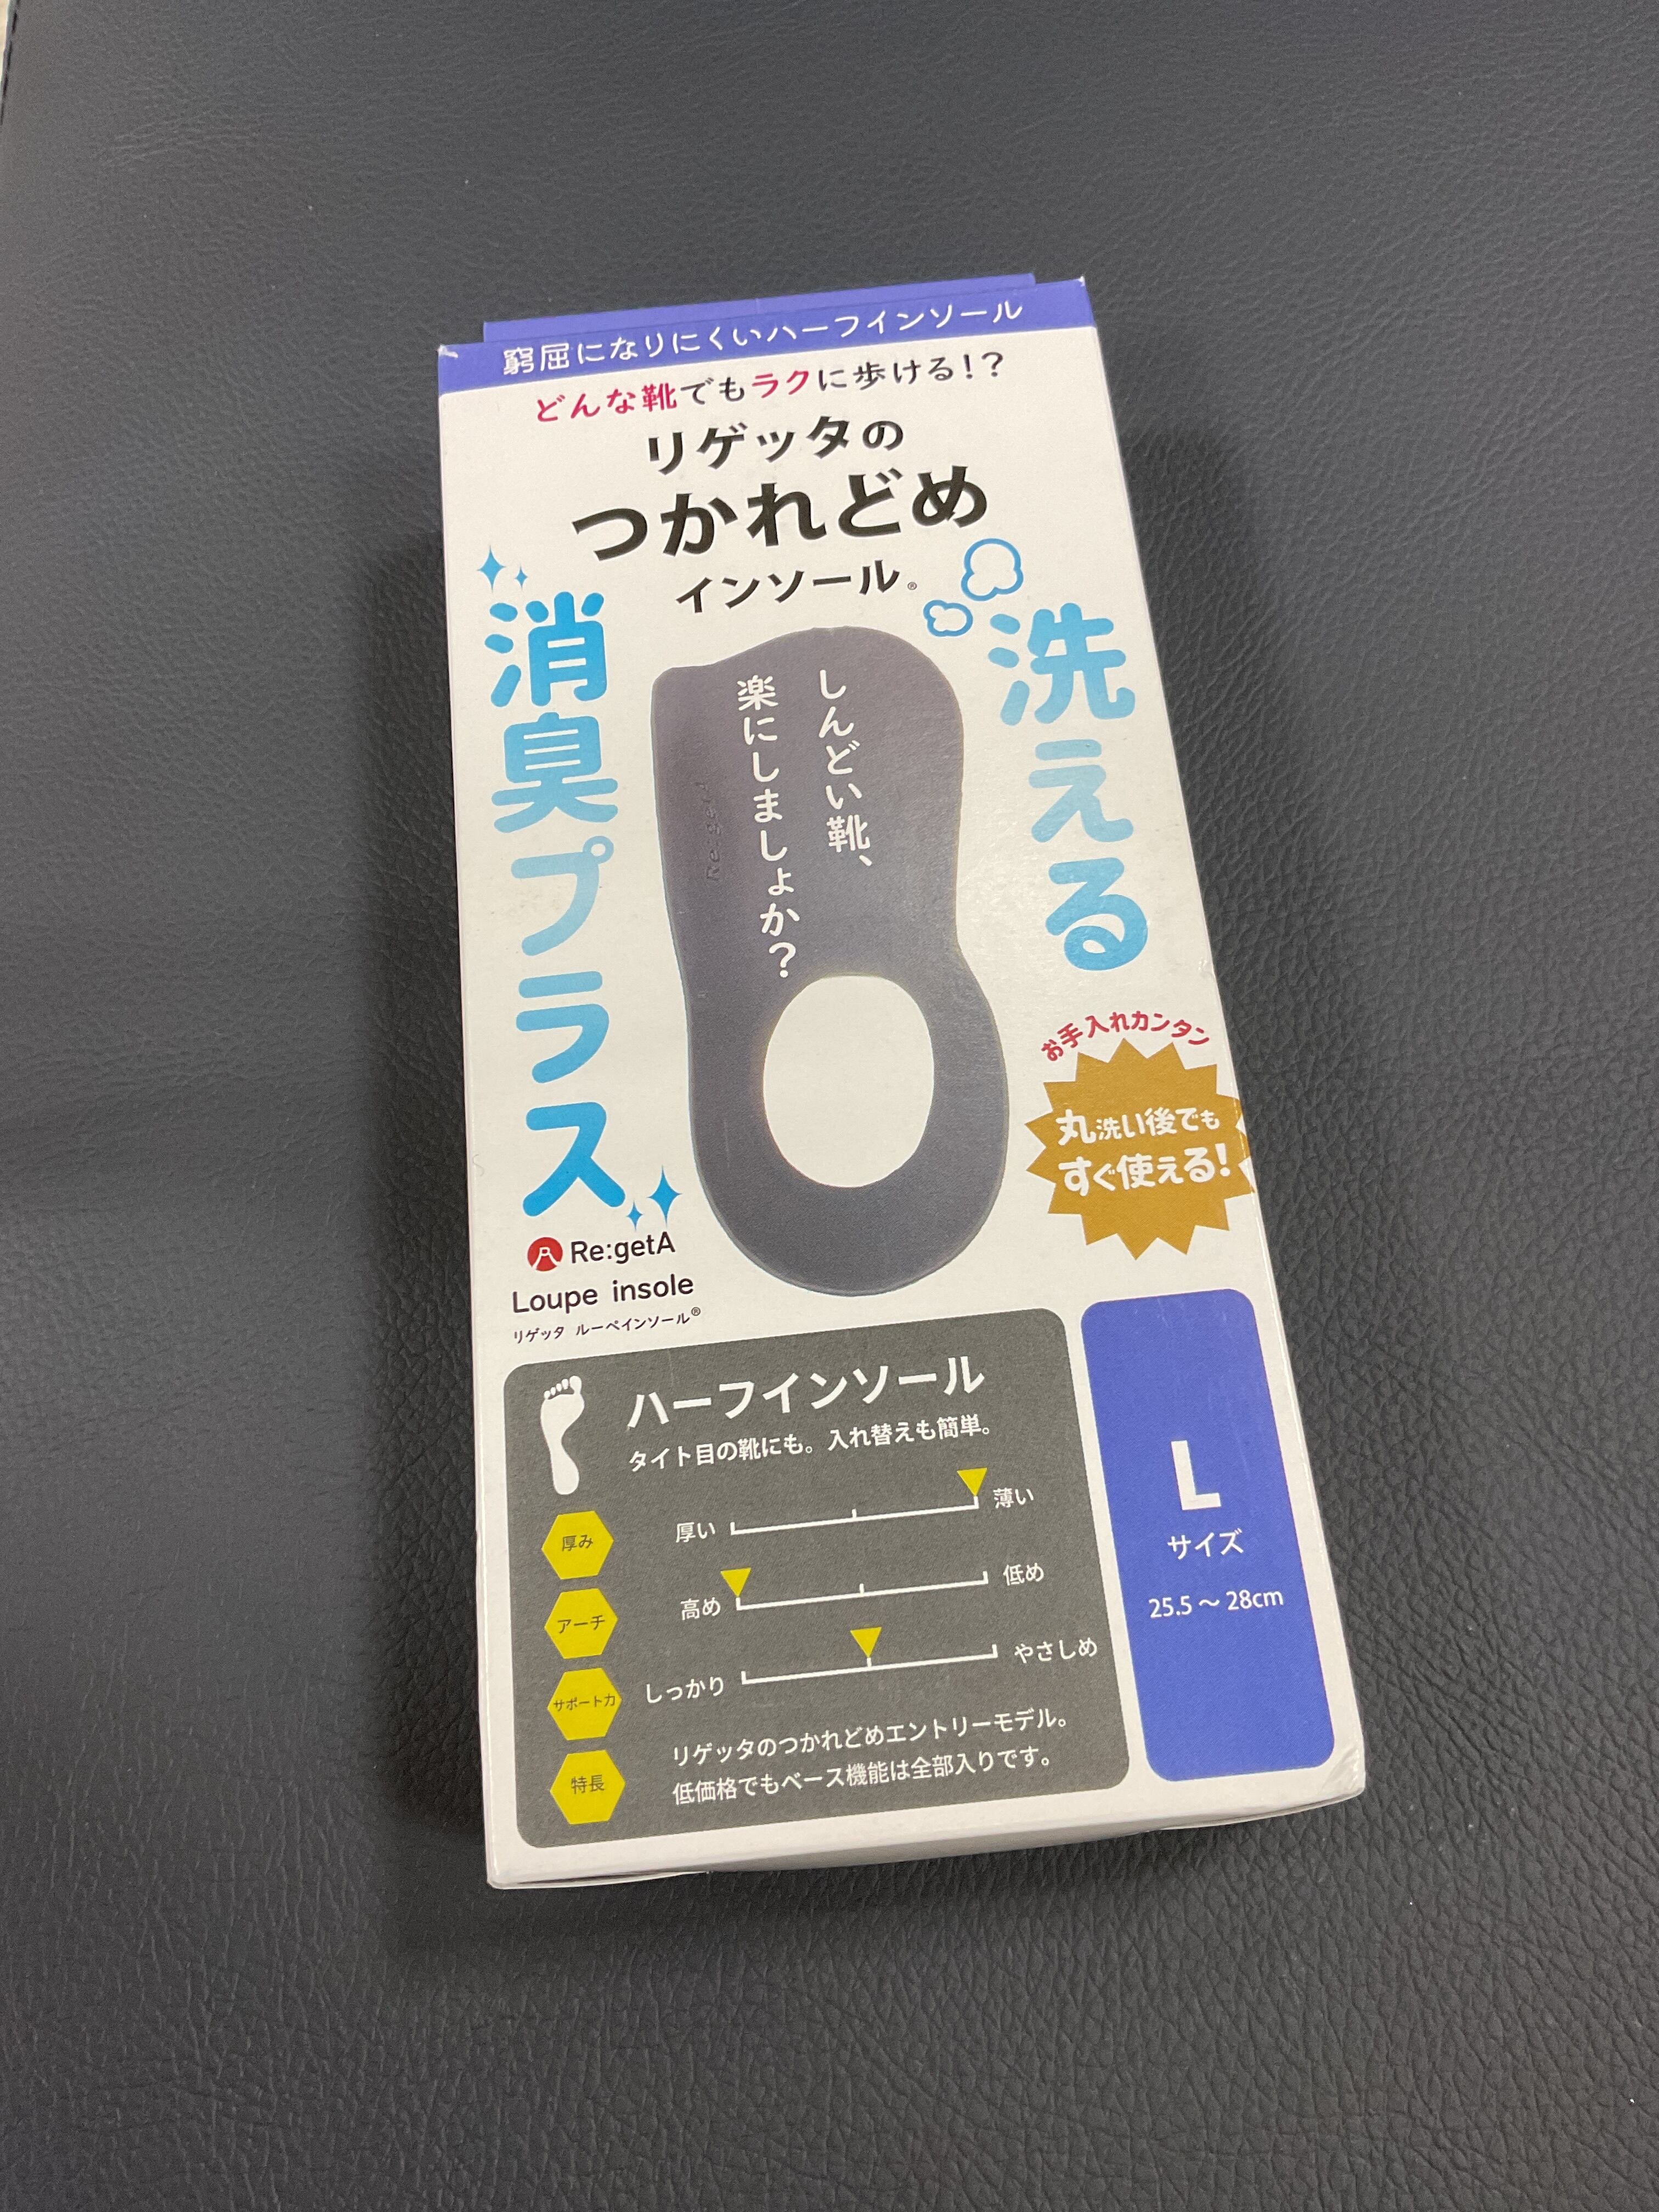 窮屈になりにくいハーフインソール
どんな靴でもラクに歩ける!?
リゲッタの
つかれどめ
インソール®
消臭プラス
洗える
しんどい靴、
楽にしましょか?
Re:getA
お手入れカンタン
丸洗い後でも
すぐ使える!
Re:getA
Loupe insole
リゲッタ ルーペインソール®
ハーフインソール
タイト目の靴にも。入れ替えも簡単。
厚み 厚い 薄い
アーチ 高め 低め
サポート力 しっかり やさしめ
特長 リゲッタのつかれどめエントリーモデル。
低価格でもベース機能は全部入りです。
L
サイズ
25.5～28cm